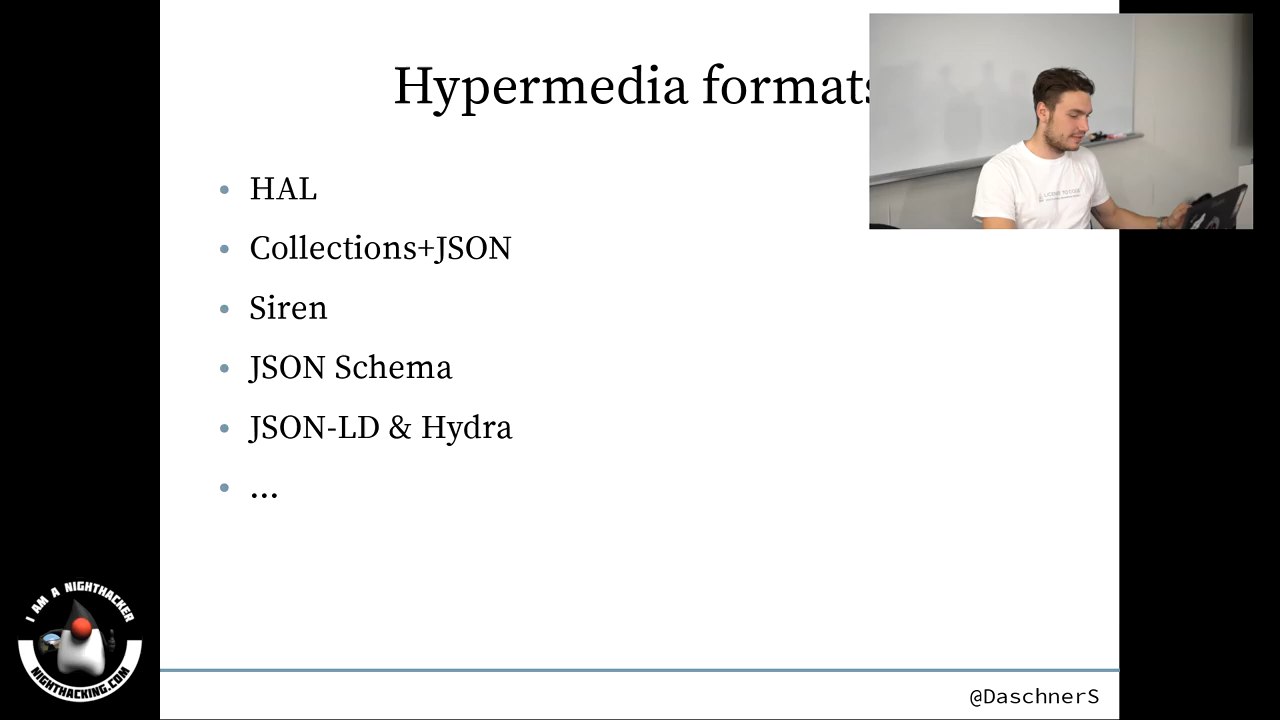 Hypermedia formats
HAL
Collections+JSON
Siren
JSON Schema
JSON-LD & Hydra
...
I AM A NIGHTHACKER
NIGHTHACKING.COM
@DaschnerS